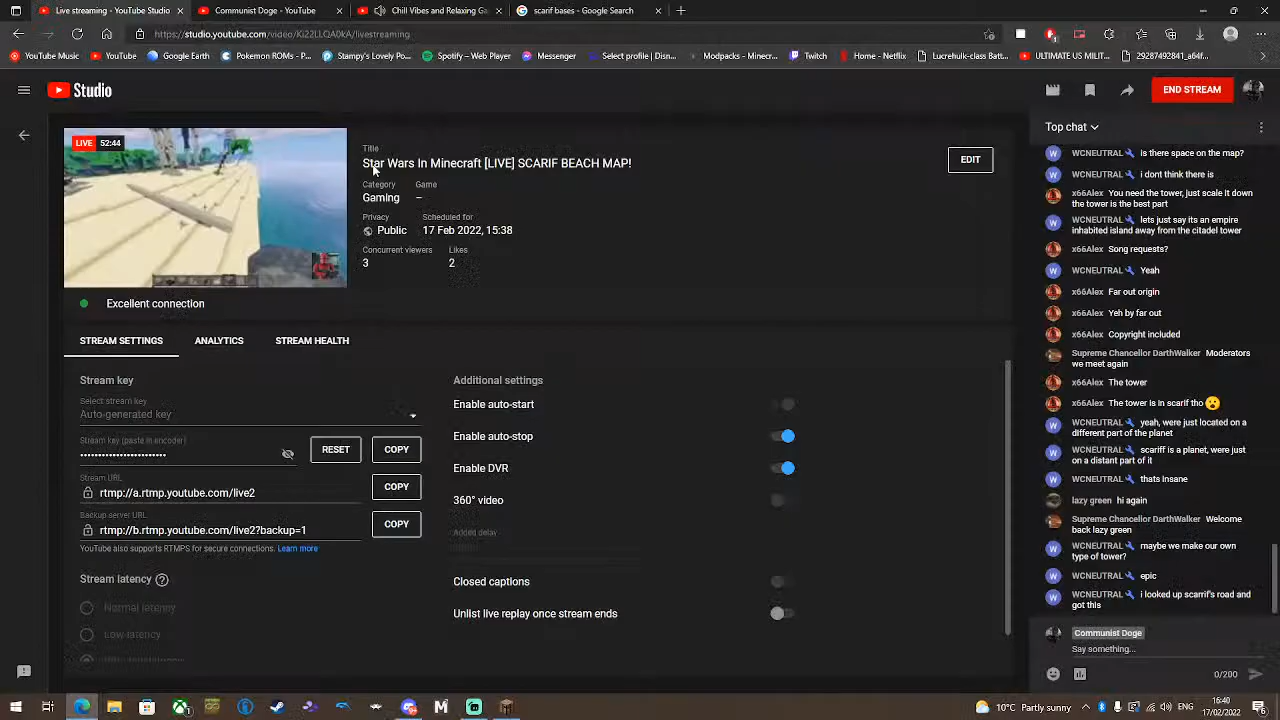 Live streaming - YouTube Studio
Communist Doge - YouTube
Chill Vibes and Relaxing Ga
scarif bases - Google Search
https://studio.youtube.com/video/Ki22LLQA0kA/livestreaming
YouTube Music
YouTube
Google Earth
Pokemon ROMs - P...
Stampy's Lovely Po...
Spotify - Web Player
Messenger
Select profile | Disn...
Modpacks - Minecr...
Twitch
Home - Netflix
Lucrehulk-class Batt...
ULTIMATE US MILIT...
29287492841_a64f...
Studio
END STREAM
LIVE 52:44
Title
Star Wars In Minecraft [LIVE] SCARIF BEACH MAP!
EDIT
Category Game
Gaming –
Privacy Scheduled for
Public 17 Feb 2022, 15:38
Concurrent viewers Likes
3 2
Excellent connection
STREAM SETTINGS ANALYTICS STREAM HEALTH
Stream key
Select stream key
Auto-generated key
Stream key (paste in encoder)
RESET
COPY
Stream URL
rtmp://a.rtmp.youtube.com/live2
COPY
Backup server URL
rtmp://b.rtmp.youtube.com/live2?backup=1
COPY
YouTube also supports RTMPS for secure connections. Learn more
Stream latency
Normal latency
Low latency
Additional settings
Enable auto-start
Enable auto-stop
Enable DVR
360° video
Added delay
Closed captions
Unlist live replay once stream ends
Top chat
WCNEUTRAL is there space on the map?
WCNEUTRAL i dont think there is
x66Alex You need the tower, just scale it down
the tower is the best part
WCNEUTRAL lets just say its an empire
inhabited island away from the citadel tower
x66Alex Song requests?
WCNEUTRAL Yeah
x66Alex Far out origin
x66Alex Yeh by far out
x66Alex Copyright included
Supreme Chancellor DarthWalker Moderators
we meet again
x66Alex The tower
x66Alex The tower is in scarif tho 😮
WCNEUTRAL yeah, were just located on a
different part of the planet
WCNEUTRAL scarriff is a planet, were just
on a distant part of it
WCNEUTRAL thats insane
lazy green hi again
Supreme Chancellor DarthWalker Welcome
back lazy green
WCNEUTRAL maybe we make our own
type of tower?
WCNEUTRAL epic
WCNEUTRAL i looked up scarrif's road and
got this
Communist Doge
Say something...
0/200
10°C Partly sunny
16:40
17/02/2022